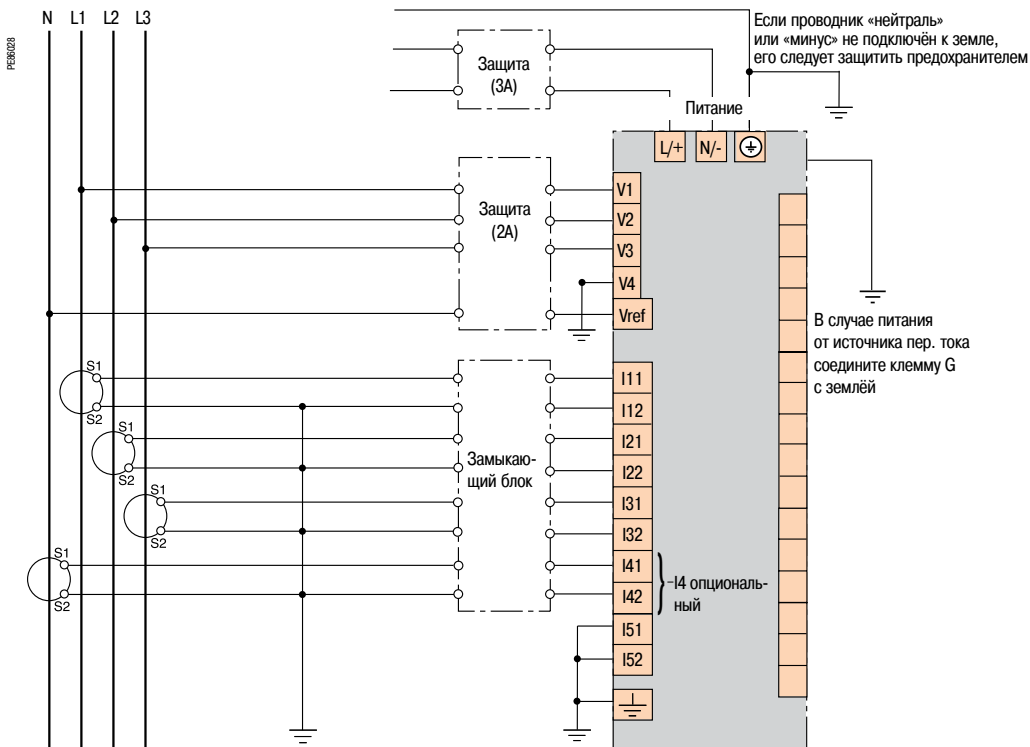 N L1 L2 L3
PE86028
Если проводник «нейтраль»
или «минус» не подключён к земле,
его следует защитить предохранителем
Защита
(3A)
Питание
L/+ N/-
V1
V2
V3
V4
Vref
Защита
(2A)
В случае питания
от источника пер. тока
соедините клемму G
с землёй
S1
S2
S1
S2
S1
S2
S1
S2
Замыкаю-
щий блок
I11
I12
I21
I22
I31
I32
I41
I42
I51
I52
I4 опциональ-
ный